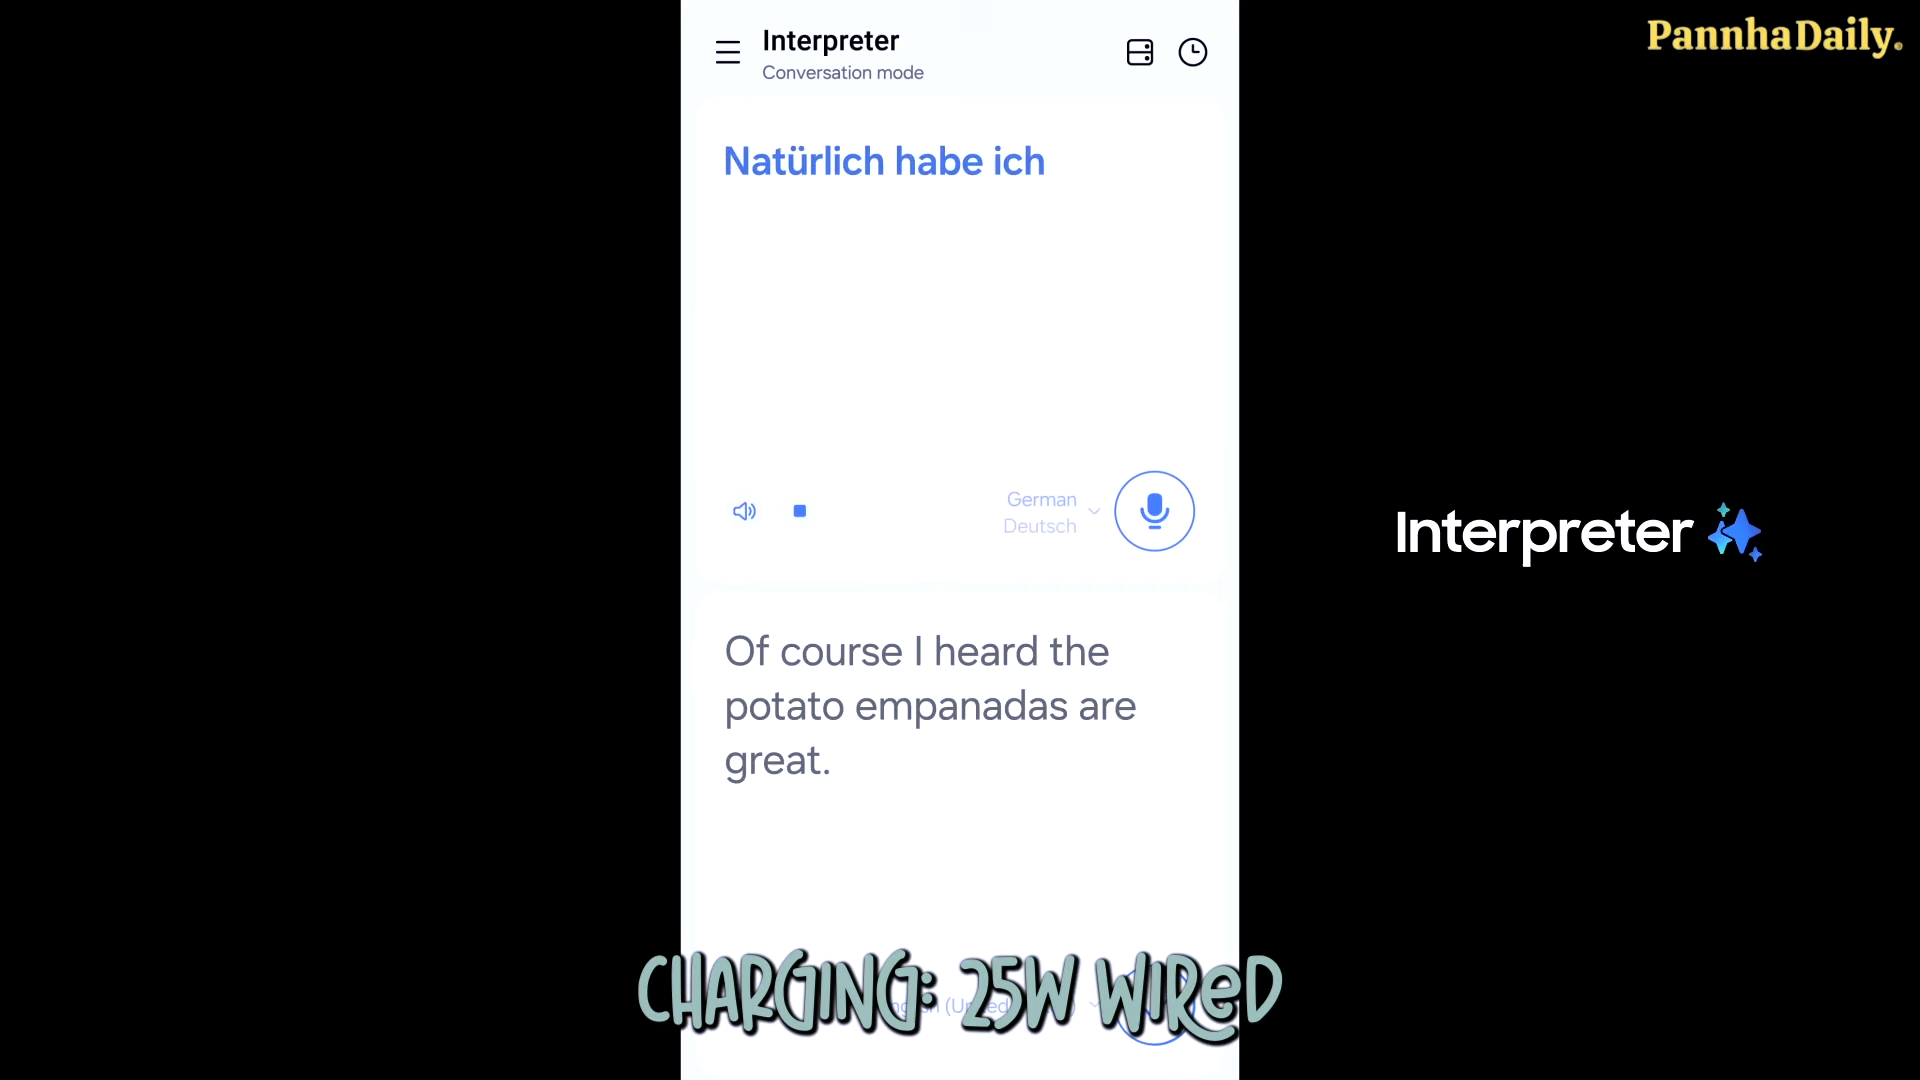 Interpreter
Conversation mode
PannhaDaily.
Natürlich habe ich
German
Deutsch
Interpreter
Of course I heard the
potato empanadas are
great.
CHARGING: 25W WIReD